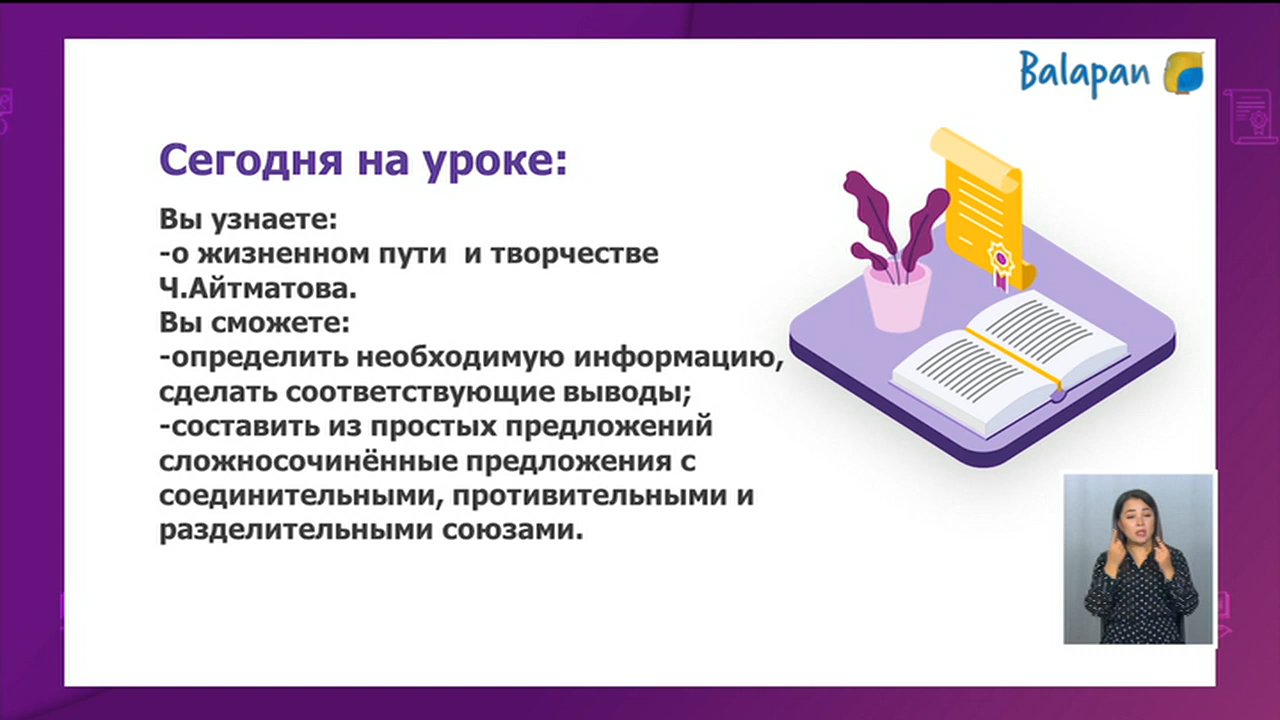 Balapan
Сегодня на уроке:
Вы узнаете:
-о жизненном пути  и творчестве
Ч.Айтматова.
Вы сможете:
-определить необходимую информацию,
сделать соответствующие выводы;
-составить из простых предложений
сложносочинённые предложения с
соединительными, противительными и
разделительными союзами.